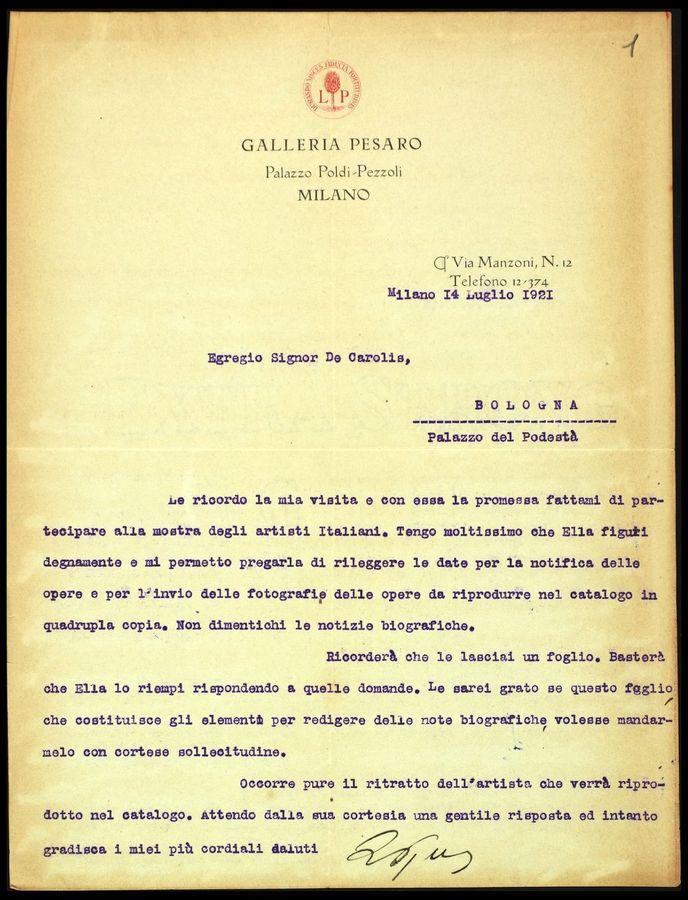 1
L P
GALLERIA PESARO
Palazzo Poldi-Pezzoli
MILANO
Via Manzoni, N. 12
Telefono 12-374
Milano I4 Luglio I92I
Egregio Signor De Carolis,
B O L O G N A
Palazzo del Podestà
Le ricordo la mia visita e con essa la promessa fattami di par-
tecipare alla mostra degli artisti Italiani. Tengo moltissimo che Ella figuri
degnamente e mi permetto pregarla di rileggere le date per la notifica delle
opere e per l'invio delle fotografie delle opere da riprodurre nel catalogo in
quadrupla copia. Non dimentichi le notizie biografiche.
Ricorderà che le lasciai un foglio. Basterà
che Ella lo riempi rispondendo a quelle domande. Le sarei grato se questo foglio
che costituisce gli elementi per redigere delle note biografiche volesse mandar-
melo con cortese sollecitudine.
Occorre pure il ritratto dell'artista che verrà ripro-
dotto nel catalogo. Attendo dalla sua cortesia una gentile risposta ed intanto
gradisca i miei più cordiali saluti